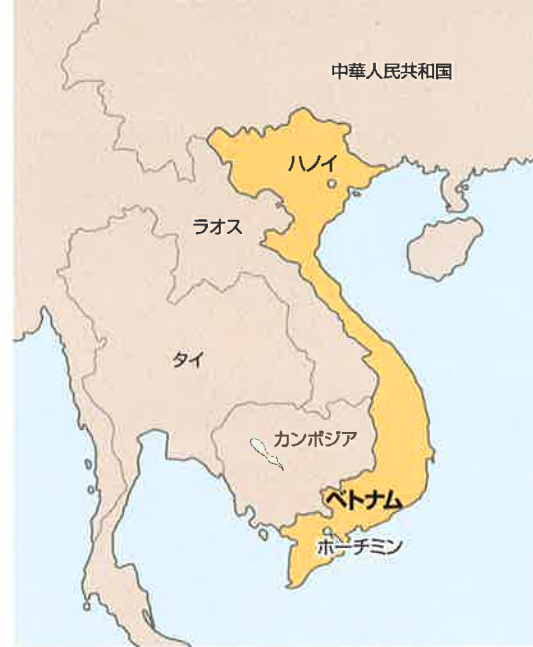 中華人民共和国
ハノイ
ラオス
タイ
カンボジア
ベトナム
ホーチミン